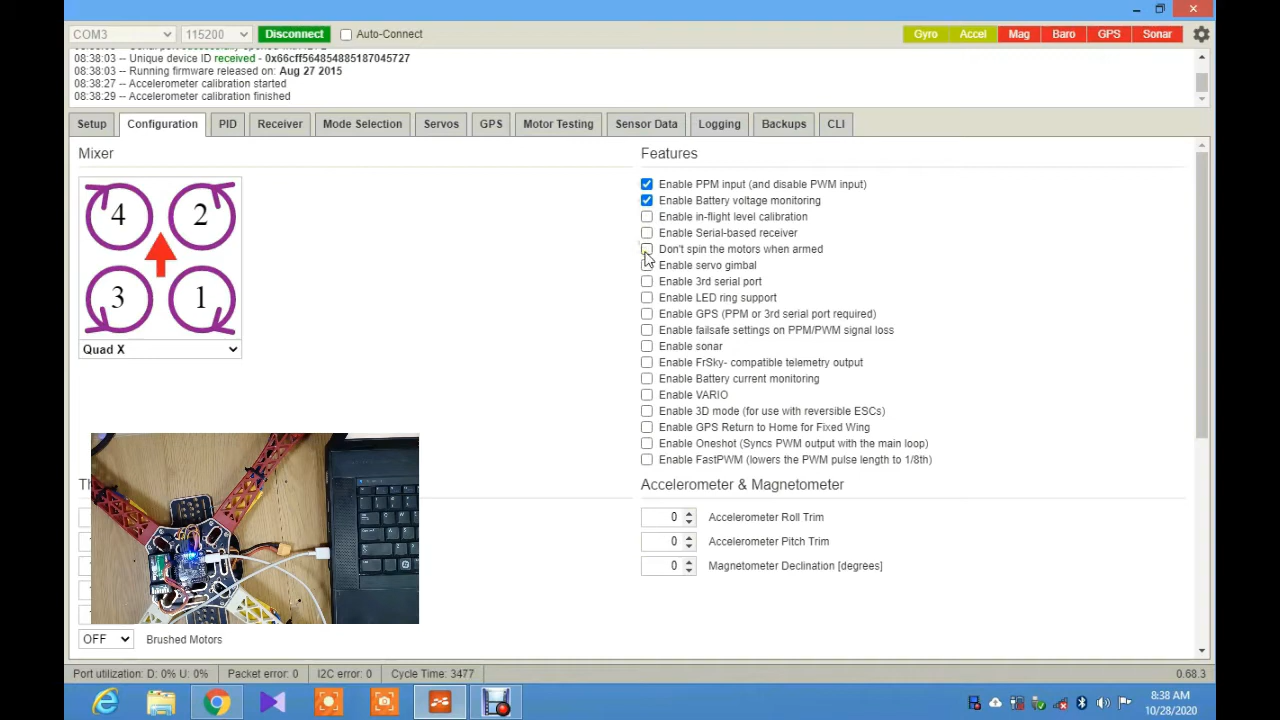 COM3 115200 Disconnect Auto-Connect Gyro Accel Mag Baro GPS Sonar
08:38:03 -- Unique device ID received - 0x66cff564854885187045727
08:38:03 -- Running firmware released on: Aug 27 2015
08:38:27 -- Accelerometer calibration started
08:38:29 -- Accelerometer calibration finished
Setup Configuration PID Receiver Mode Selection Servos GPS Motor Testing Sensor Data Logging Backups CLI
Mixer
4 2
3 1
Quad X
Features
Enable PPM input (and disable PWM input)
Enable Battery voltage monitoring
Enable in-flight level calibration
Enable Serial-based receiver
Don't spin the motors when armed
Enable servo gimbal
Enable 3rd serial port
Enable LED ring support
Enable GPS (PPM or 3rd serial port required)
Enable failsafe settings on PPM/PWM signal loss
Enable sonar
Enable FrSky- compatible telemetry output
Enable Battery current monitoring
Enable VARIO
Enable 3D mode (for use with reversible ESCs)
Enable GPS Return to Home for Fixed Wing
Enable Oneshot (Syncs PWM output with the main loop)
Enable FastPWM (lowers the PWM pulse length to 1/8th)
Accelerometer & Magnetometer
0 Accelerometer Roll Trim
0 Accelerometer Pitch Trim
0 Magnetometer Declination [degrees]
OFF Brushed Motors
Port utilization: D: 0% U: 0% Packet error: 0 I2C error: 0 Cycle Time: 3477 0.68.3
8:38 AM
10/28/2020